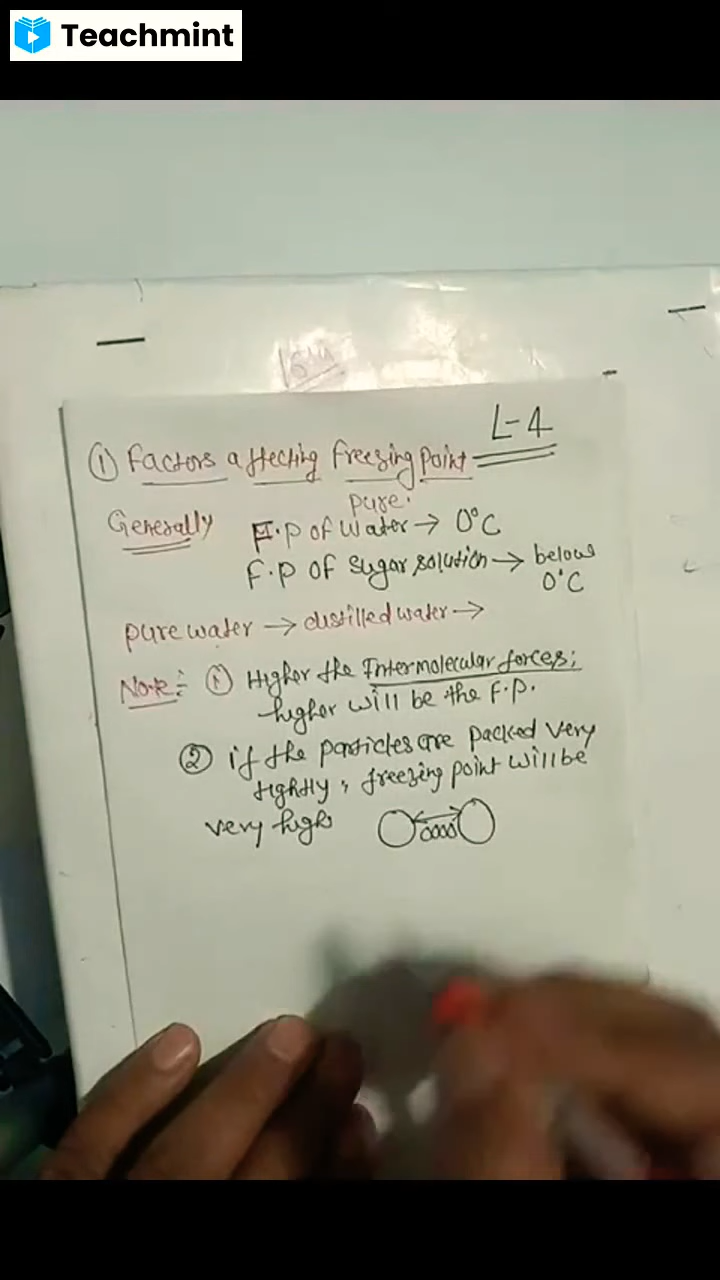 Teachmint
L-4
① Factors affecting freezing point
pure.
Generally F.p of water → 0°C
F.p of sugar solution → below
0°C
pure water → distilled water →
Note:- ① Higher the Intermolecular forces;
higher will be the F.p.
② if the particles are packed very
tightly, freezing point will be
very high